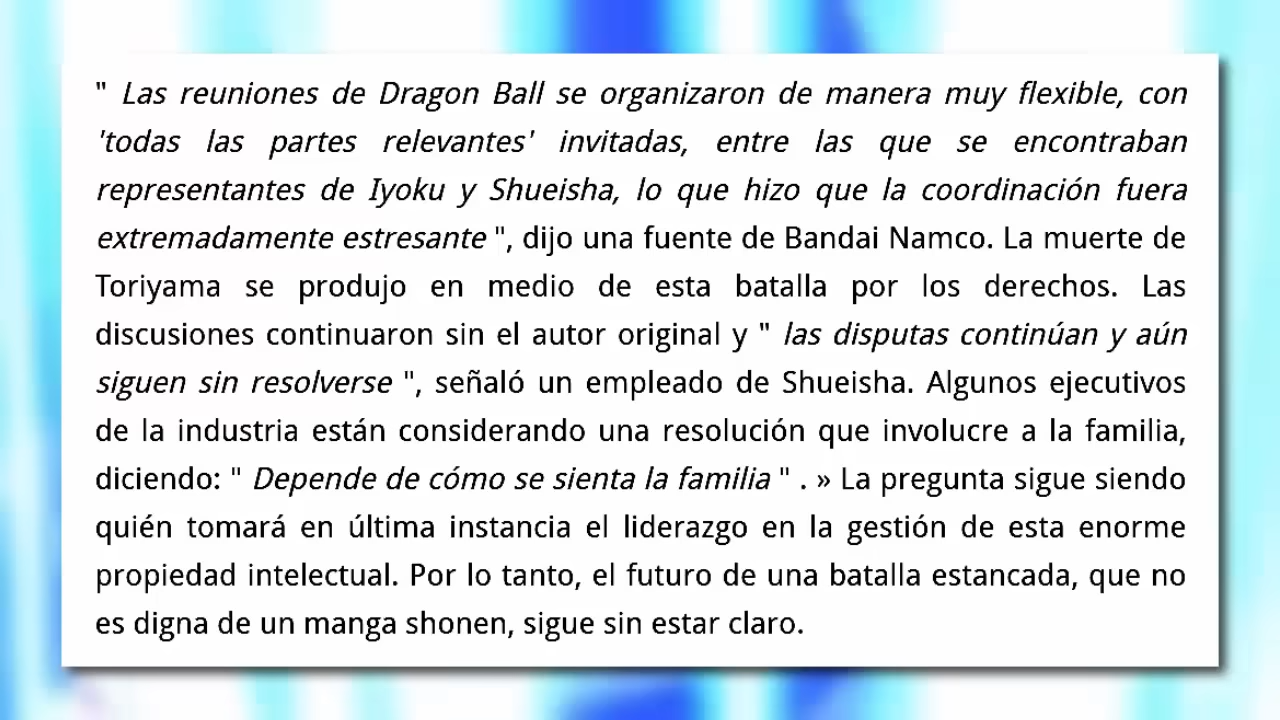 " Las reuniones de Dragon Ball se organizaron de manera muy flexible, con
'todas las partes relevantes' invitadas, entre las que se encontraban
representantes de Iyoku y Shueisha, lo que hizo que la coordinación fuera
extremadamente estresante ", dijo una fuente de Bandai Namco. La muerte de
Toriyama se produjo en medio de esta batalla por los derechos. Las
discusiones continuaron sin el autor original y " las disputas continúan y aún
siguen sin resolverse ", señaló un empleado de Shueisha. Algunos ejecutivos
de la industria están considerando una resolución que involucre a la familia,
diciendo: " Depende de cómo se sienta la familia " . » La pregunta sigue siendo
quién tomará en última instancia el liderazgo en la gestión de esta enorme
propiedad intelectual. Por lo tanto, el futuro de una batalla estancada, que no
es digna de un manga shonen, sigue sin estar claro.